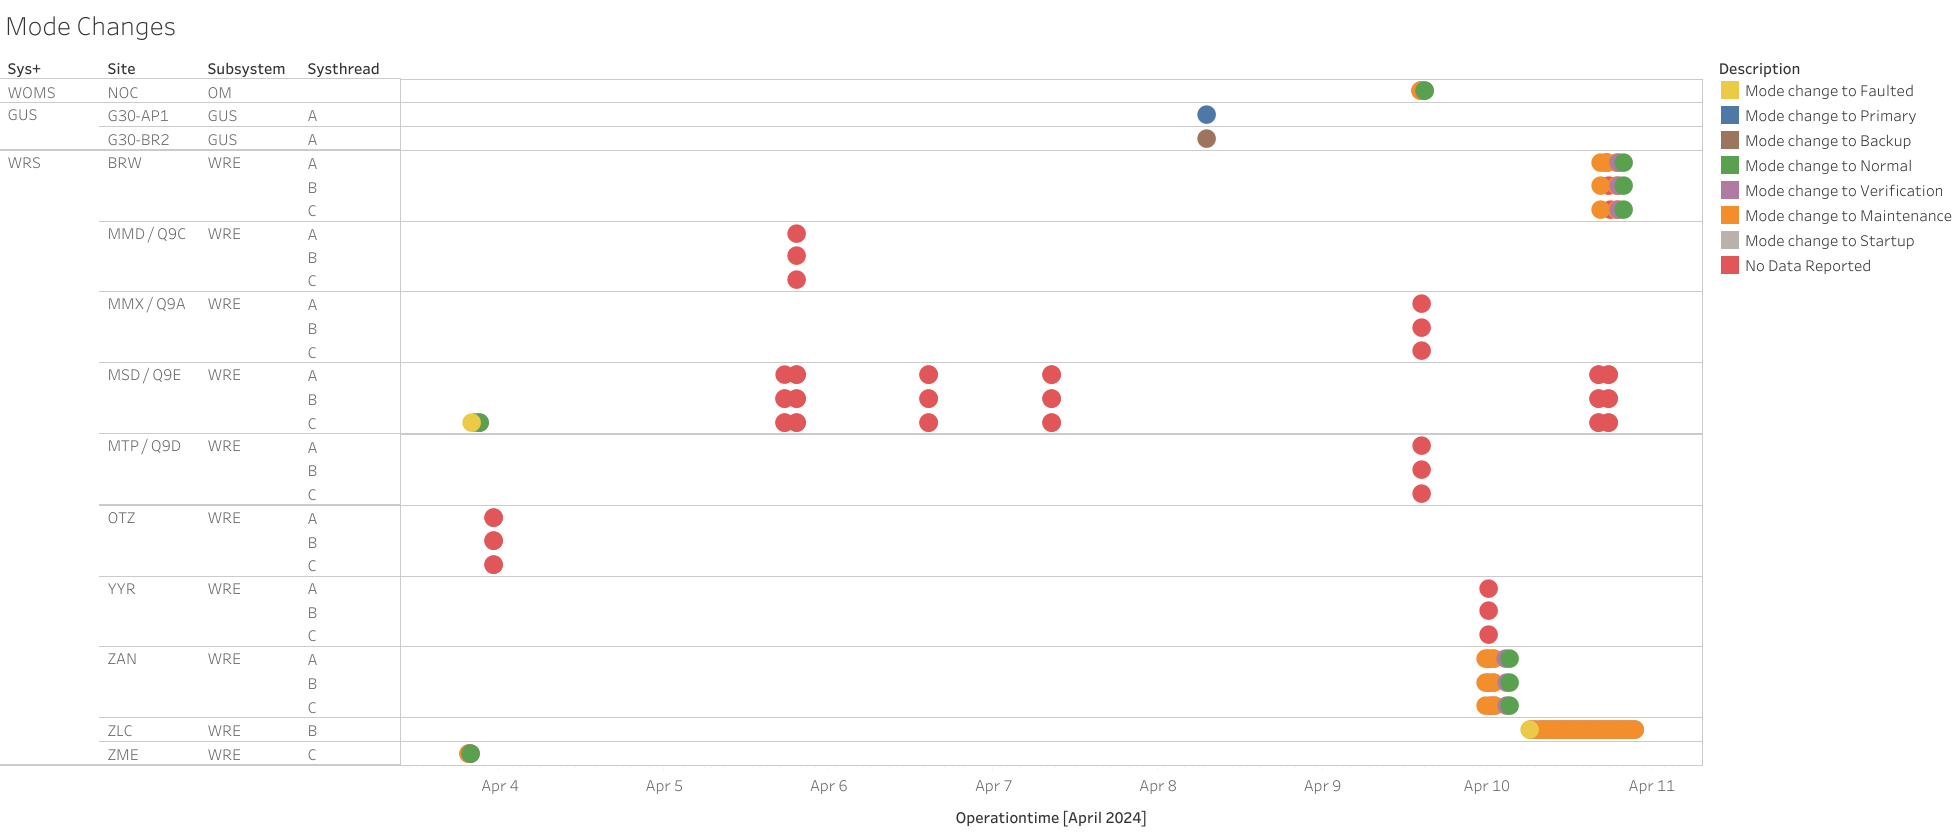 Mode Changes
Sys+ Site Subsystem Systhread
Description
WOMS NOC OM
Mode change to Faulted
GUS G30-AP1 GUS A
Mode change to Primary
G30-BR2 GUS A
Mode change to Backup
WRS BRW WRE A
Mode change to Normal
B
Mode change to Verification
C
Mode change to Maintenance
MMD / Q9C WRE A
Mode change to Startup
B
No Data Reported
C
MMX / Q9A WRE A
B
C
MSD / Q9E WRE A
B
C
MTP / Q9D WRE A
B
C
OTZ WRE A
B
C
YYR WRE A
B
C
ZAN WRE A
B
C
ZLC WRE B
ZME WRE C
Apr 4 Apr 5 Apr 6 Apr 7 Apr 8 Apr 9 Apr 10 Apr 11
Operationtime [April 2024]